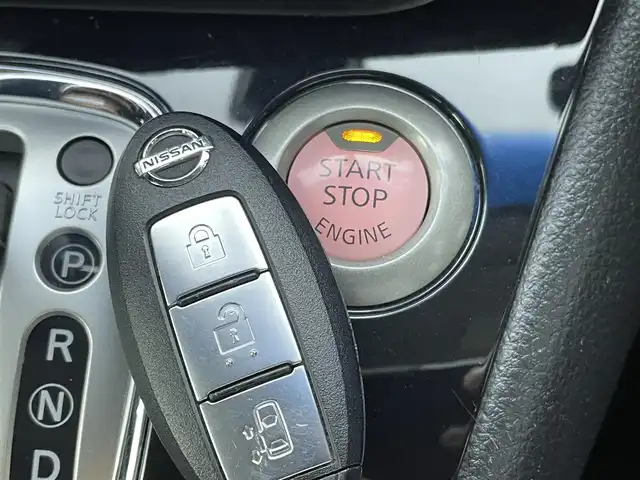 NISSAN
START
STOP
ENGINE
SHIFT
LOCK
P
R
N
D